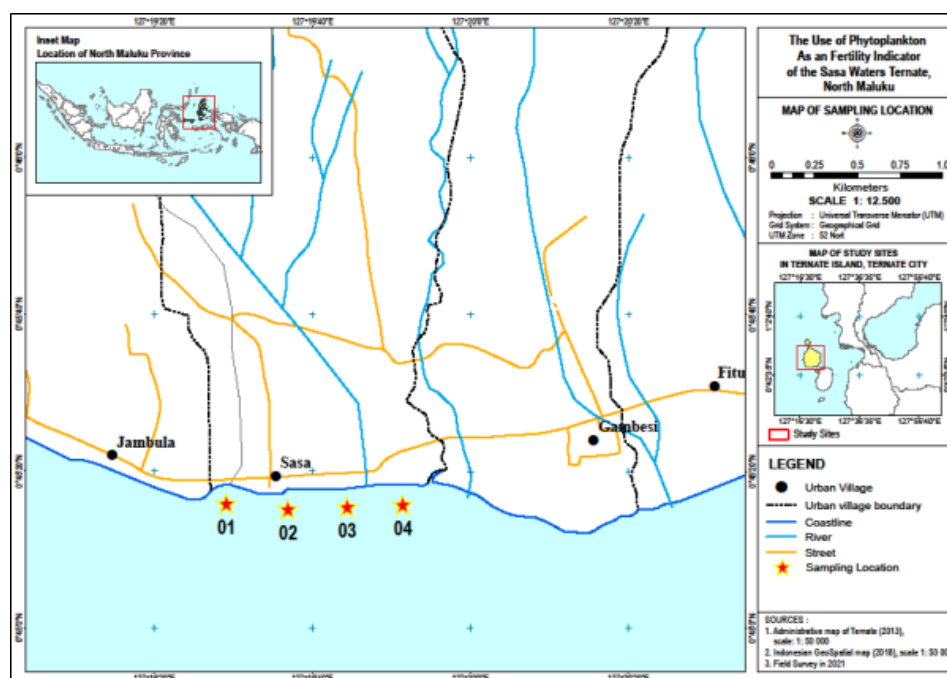 127°19'20"E 127°19'40"E 127°20'0"E 127°20'20"E
Inset Map
Location of North Maluku Province
Jambula
Sasa
Gambesi
Fitu
01
02
03
04
The Use of Phytoplankton
As an Fertility Indicator
of the Sasa Waters Ternate,
North Maluku
MAP OF SAMPLING LOCATION
0 0.25 0.5 0.75 1.0
Kilometers
SCALE 1: 12.500
Projection : Universal Transverse Mercator (UTM)
Grid System : Geographical Grid
UTM Zone : 52 Nort
MAP OF STUDY SITES
IN TERNATE ISLAND, TERNATE CITY
Study Sites
LEGEND
Urban Village
Urban village boundary
Coastline
River
Street
Sampling Location
SOURCES :
1. Administrative map of Ternate (2013),
scale: 1: 50 000
2. Indonesian GeoSpatial map (2018), scale 1: 50 00
3. Field Survey in 2021